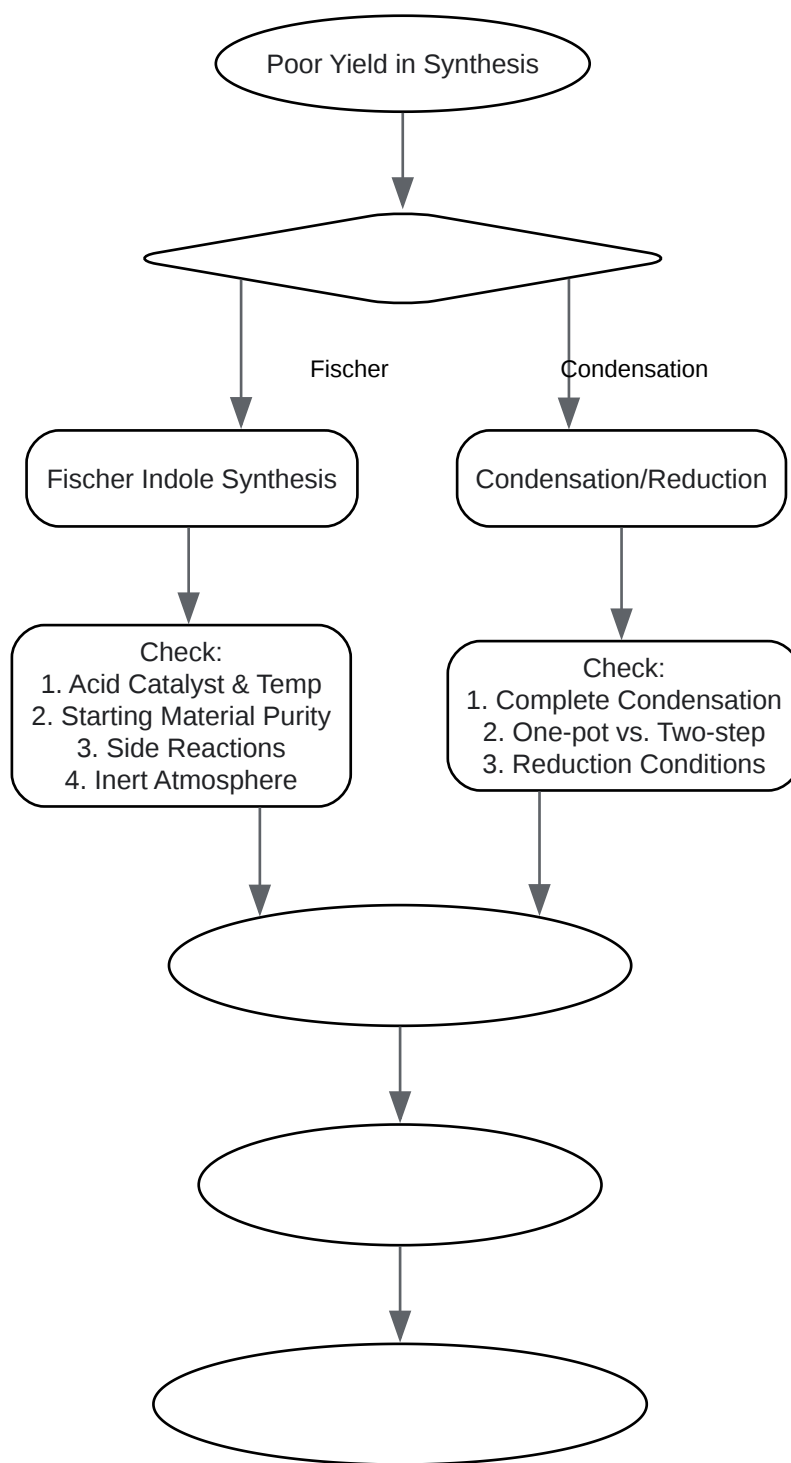 Poor Yield in Synthesis
Fischer
Condensation
Fischer Indole Synthesis
Condensation/Reduction
Check:
1. Acid Catalyst & Temp
2. Starting Material Purity
3. Side Reactions
4. Inert Atmosphere
Check:
1. Complete Condensation
2. One-pot vs. Two-step
3. Reduction Conditions